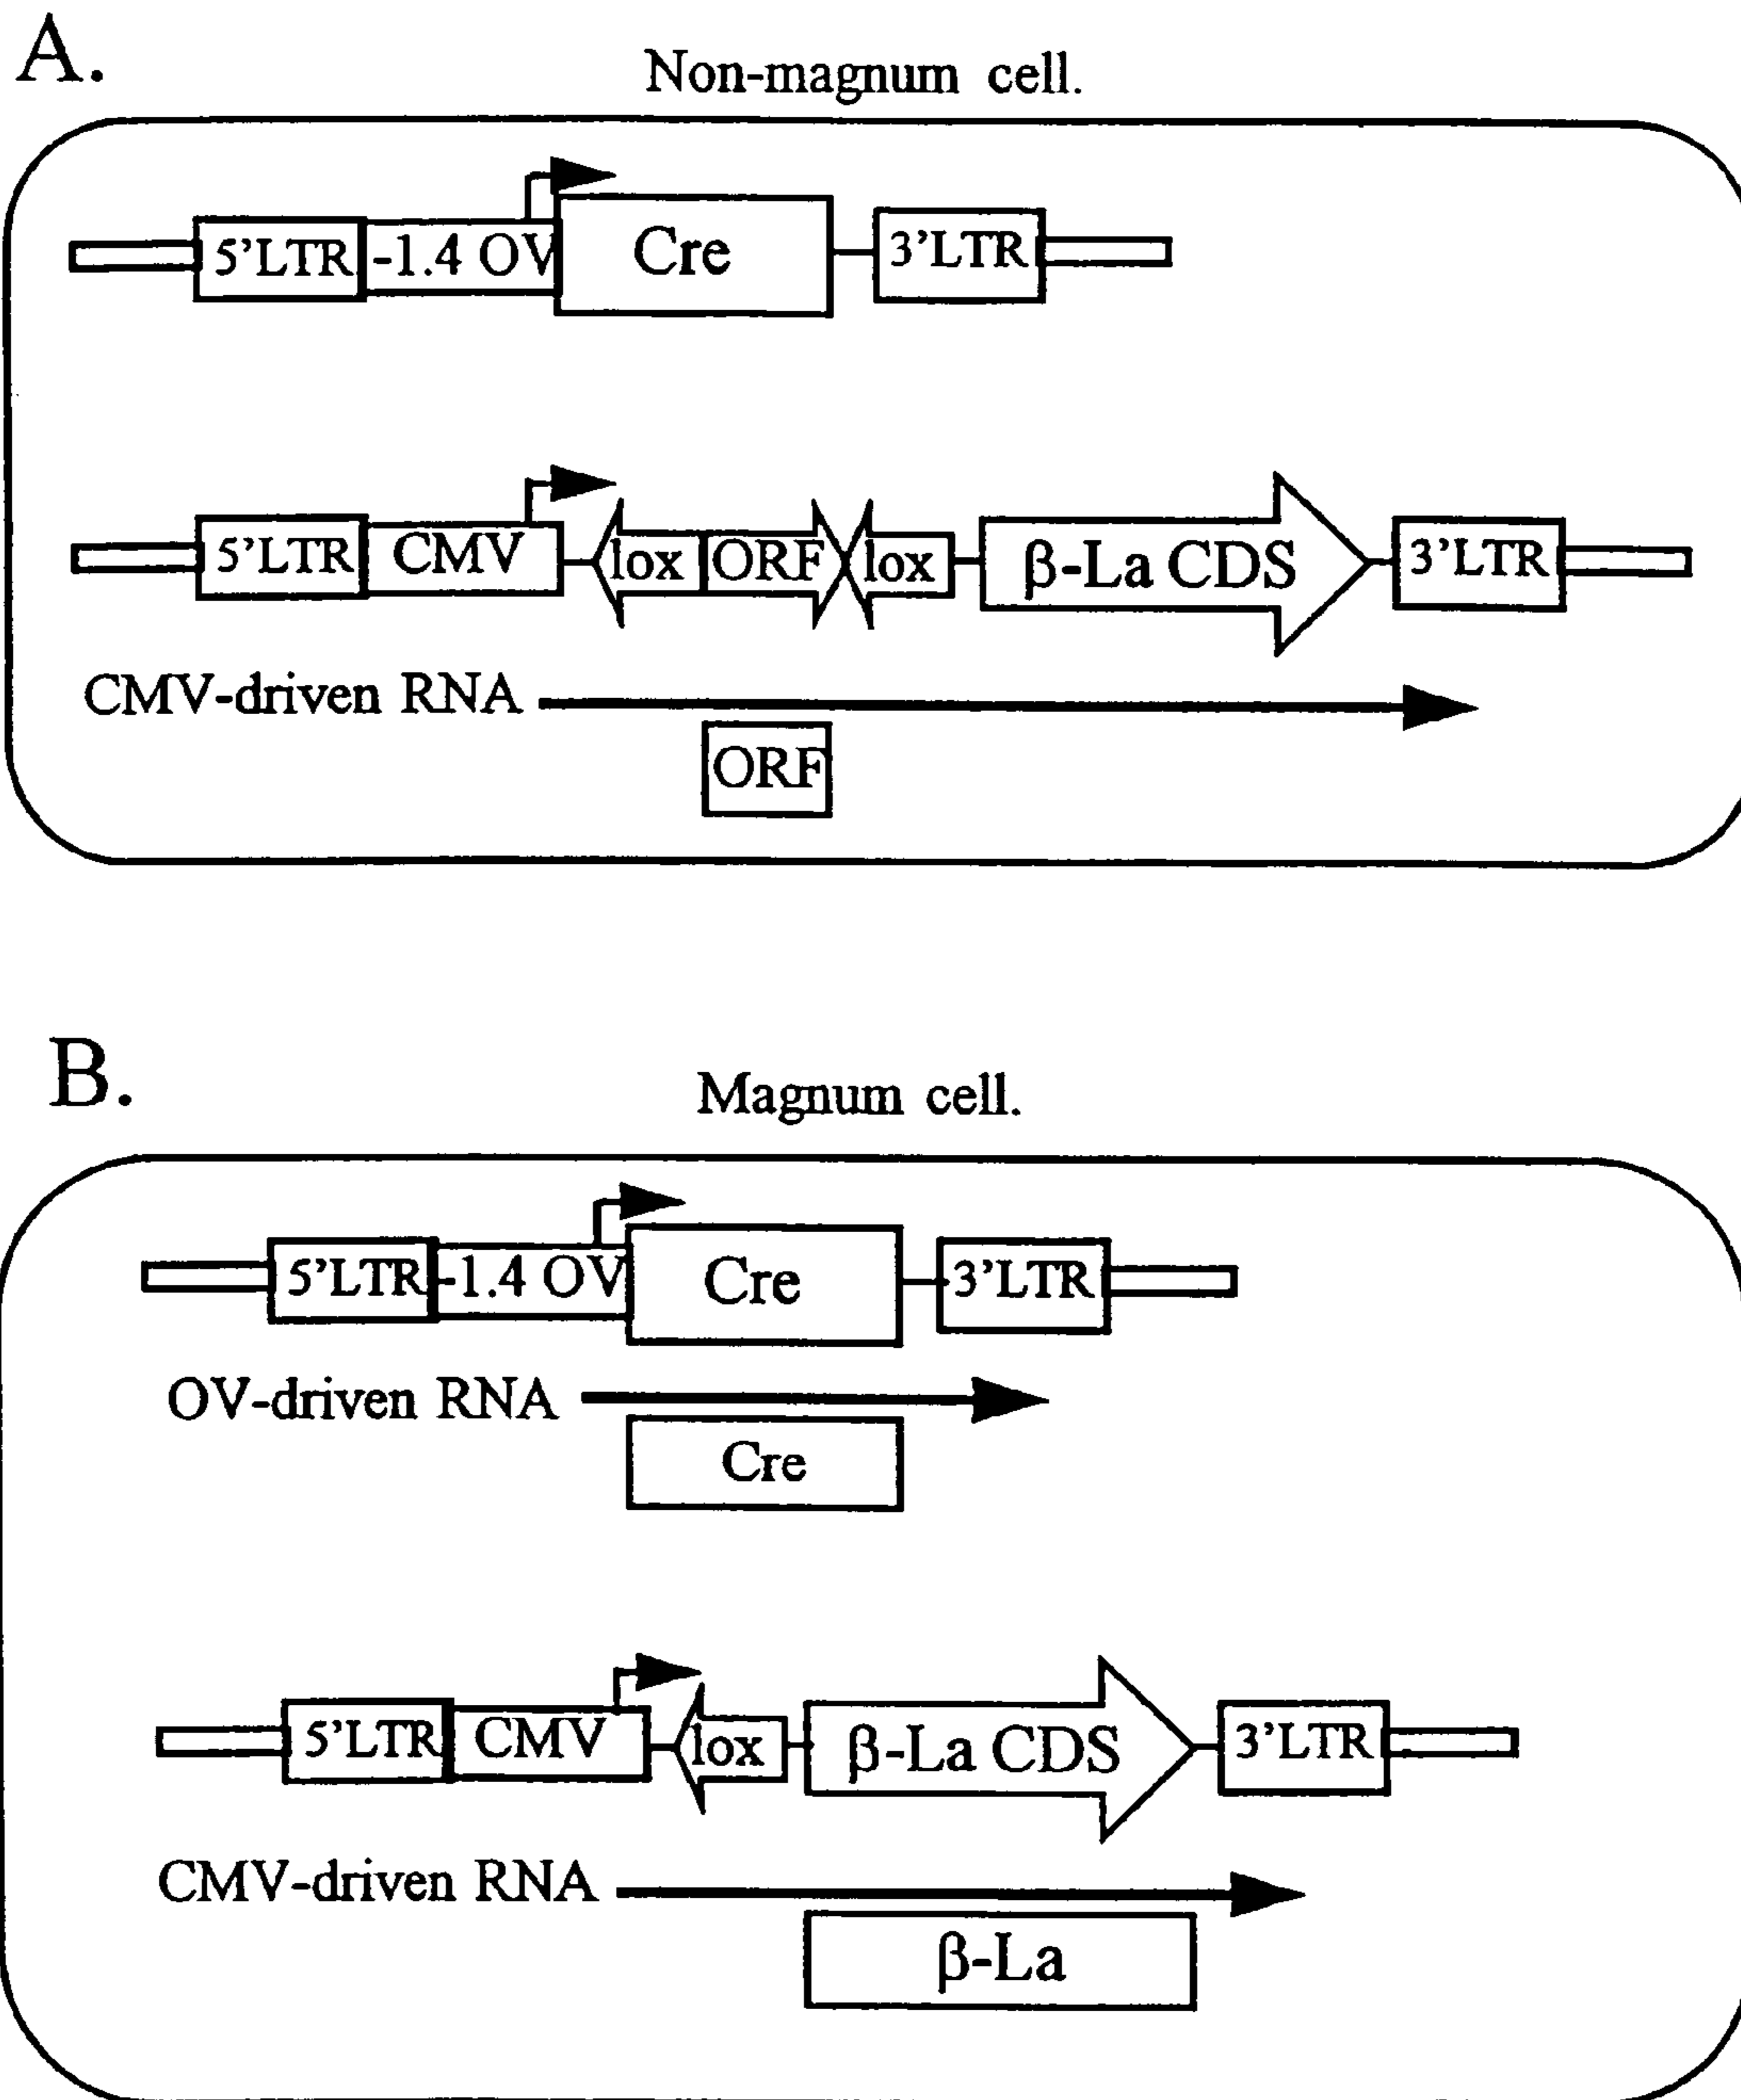 A.
Non-magnum cell.
5'LTR -1.4 OV Cre 3'LTR
5'LTR CMV lox ORF lox β-La CDS 3'LTR
CMV-driven RNA
ORF
B.
Magnum cell.
5'LTR -1.4 OV Cre 3'LTR
OV-driven RNA
Cre
5'LTR CMV lox β-La CDS 3'LTR
CMV-driven RNA
β-La